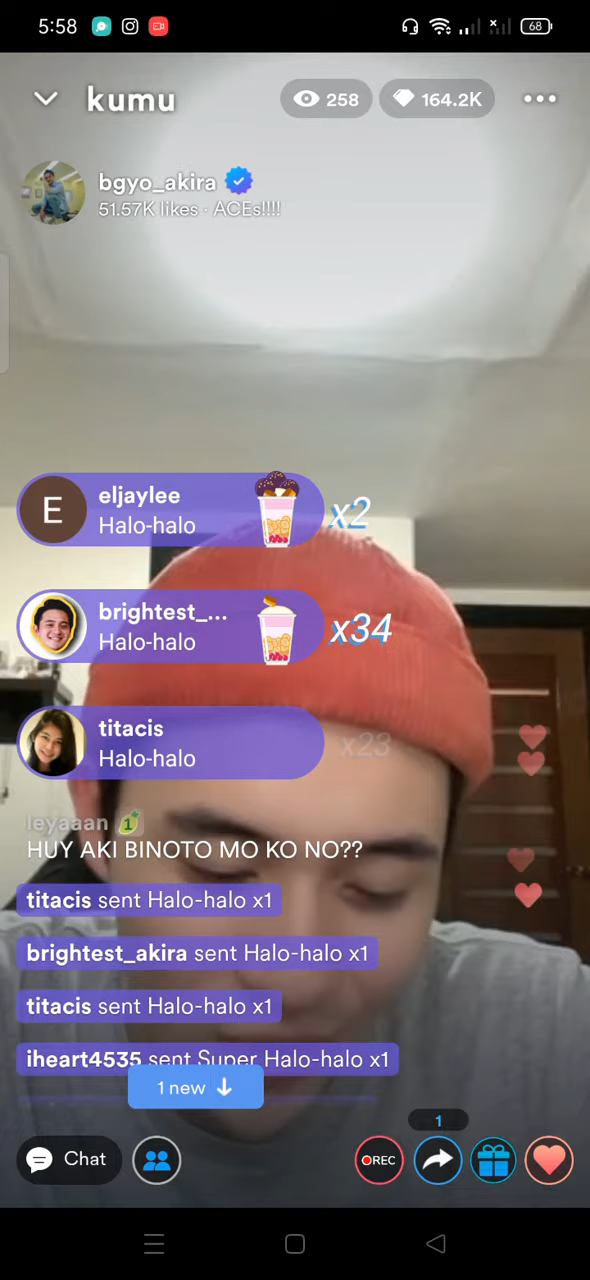 5:58
68
kumu
258
164.2K
bgyo_akira
51.57K likes · ACEs!!!!
E
eljaylee
Halo-halo
x2
brightest_...
Halo-halo
x34
titacis
Halo-halo
x23
leyaaan 1
HUY AKI BINOTO MO KO NO??
titacis sent Halo-halo x1
brightest_akira sent Halo-halo x1
titacis sent Halo-halo x1
iheart4535 sent Super Halo-halo x1
1 new
1
Chat
REC